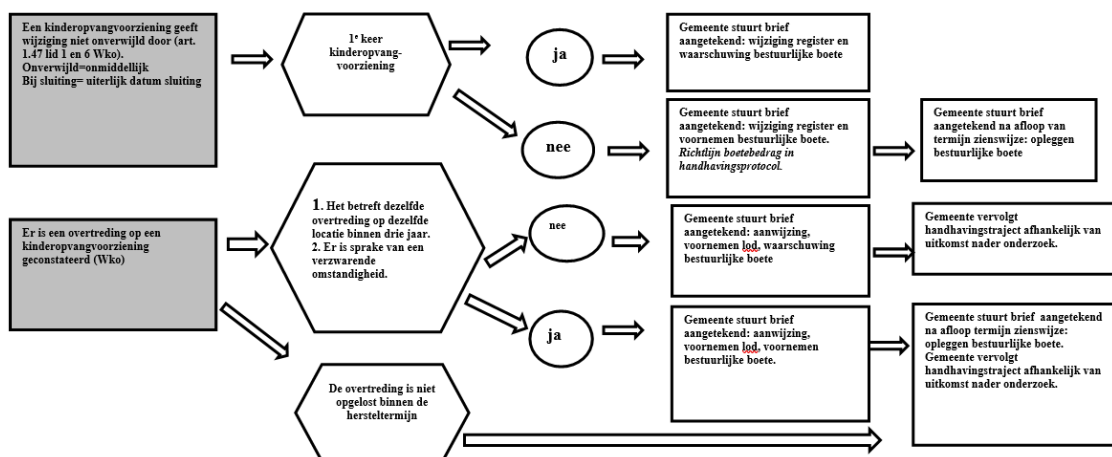 Een kinderopvangvoorziening geeft
wijziging niet onverwijld door (art.
1.47 lid 1 en 6 Wko).
Onverwijld=onmiddellijk
Bij sluiting= uiterlijk datum sluiting
1e keer
kinderopvang-
voorziening
ja
Gemeente stuurt brief
aangetekend: wijziging register en
waarschuwing bestuurlijke boete
nee
Gemeente stuurt brief
aangetekend: wijziging register en
voornemen bestuurlijke boete.
Richtlijn boetebedrag in
handhavingsprotocol.
Gemeente stuurt brief
aangetekend na afloop van
termijn zienswijze: opleggen
bestuurlijke boete
Er is een overtreding op een
kinderopvangvoorziening
geconstateerd (Wko)
1. Het betreft dezelfde
overtreding op dezelfde
locatie binnen drie jaar.
2. Er is sprake van een
verzwarende
omstandigheid.
nee
Gemeente stuurt brief
aangetekend: aanwijzing,
voornemen lod, waarschuwing
bestuurlijke boete
Gemeente vervolgt
handhavingstraject afhankelijk van
uitkomst nader onderzoek.
ja
Gemeente stuurt brief
aangetekend: aanwijzing,
voornemen lod, voornemen
bestuurlijke boete.
Gemeente stuurt brief aangetekend
na afloop termijn zienswijze:
opleggen bestuurlijke boete.
Gemeente vervolgt
handhavingstraject afhankelijk van
uitkomst nader onderzoek.
De overtreding is niet
opgelost binnen de
hersteltermijn